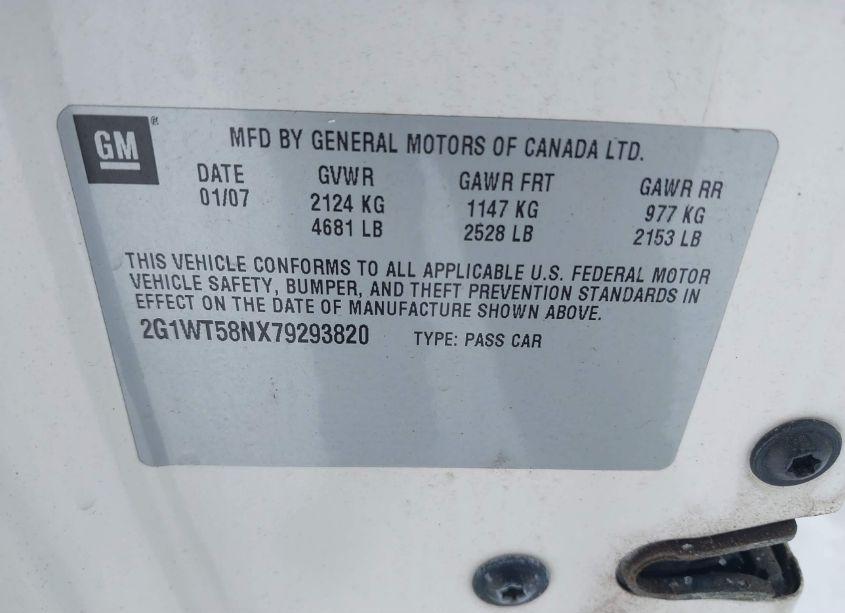 GM®
MFD BY GENERAL MOTORS OF CANADA LTD.
DATE GVWR GAWR FRT GAWR RR
01/07 2124 KG 1147 KG 977 KG
4681 LB 2528 LB 2153 LB
THIS VEHICLE CONFORMS TO ALL APPLICABLE U.S. FEDERAL MOTOR
VEHICLE SAFETY, BUMPER, AND THEFT PREVENTION STANDARDS IN
EFFECT ON THE DATE OF MANUFACTURE SHOWN ABOVE.
2G1WT58NX79293820 TYPE: PASS CAR